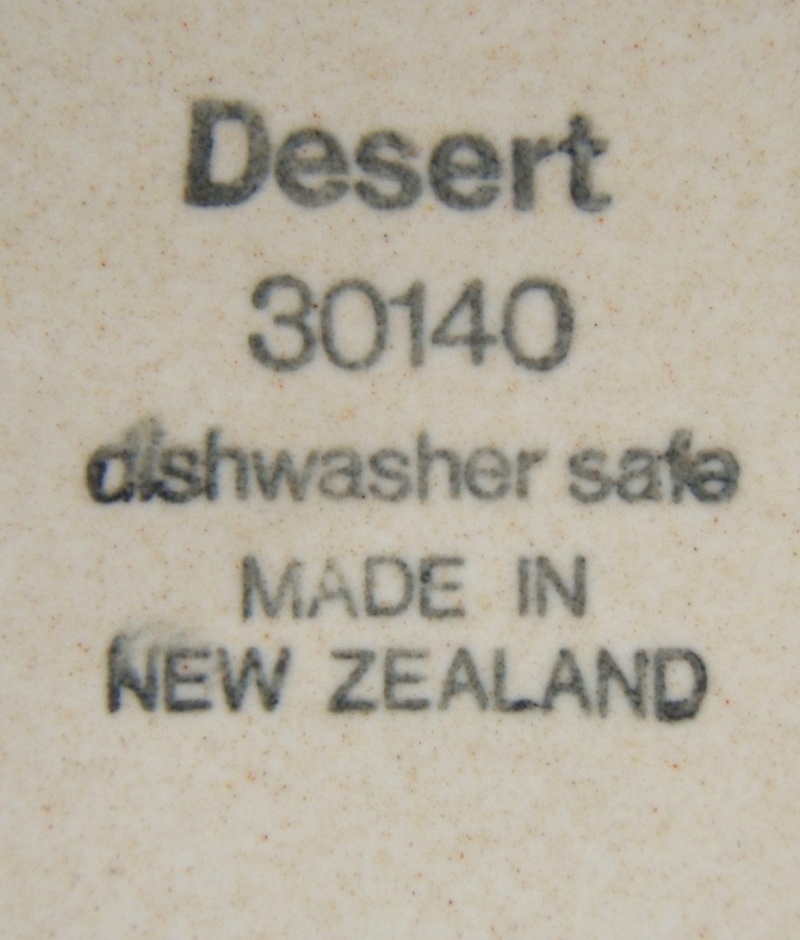 Desert
30140
dishwasher safe
MADE IN
NEW ZEALAND